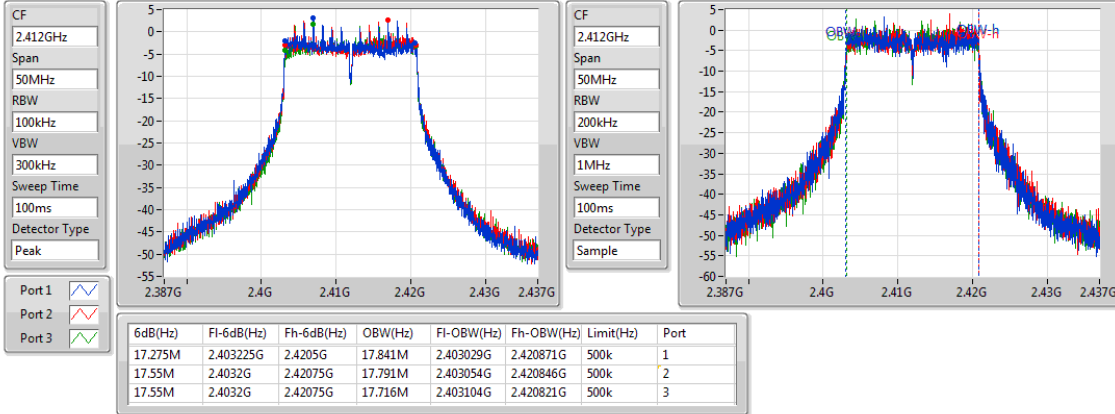 CF
2.412GHz
Span
50MHz
RBW
100kHz
VBW
300kHz
Sweep Time
100ms
Detector Type
Peak
5
0
-5
-10
-15
-20
-25
-30
-35
-40
-45
-50
-55
2.387G 2.4G 2.41G 2.42G 2.43G 2.437G
CF
2.412GHz
Span
50MHz
RBW
200kHz
VBW
1MHz
Sweep Time
100ms
Detector Type
Sample
5
0
-5
-10
-15
-20
-25
-30
-35
-40
-45
-50
-55
-60
2.387G 2.4G 2.41G 2.42G 2.43G 2.437G
Port 1
Port 2
Port 3
6dB(Hz) Fl-6dB(Hz) Fh-6dB(Hz) OBW(Hz) Fl-OBW(Hz) Fh-OBW(Hz) Limit(Hz) Port
17.275M 2.403225G 2.4205G 17.841M 2.403029G 2.420871G 500k 1
17.55M 2.4032G 2.42075G 17.791M 2.403054G 2.420846G 500k 2
17.55M 2.4032G 2.42075G 17.716M 2.403104G 2.420821G 500k 3